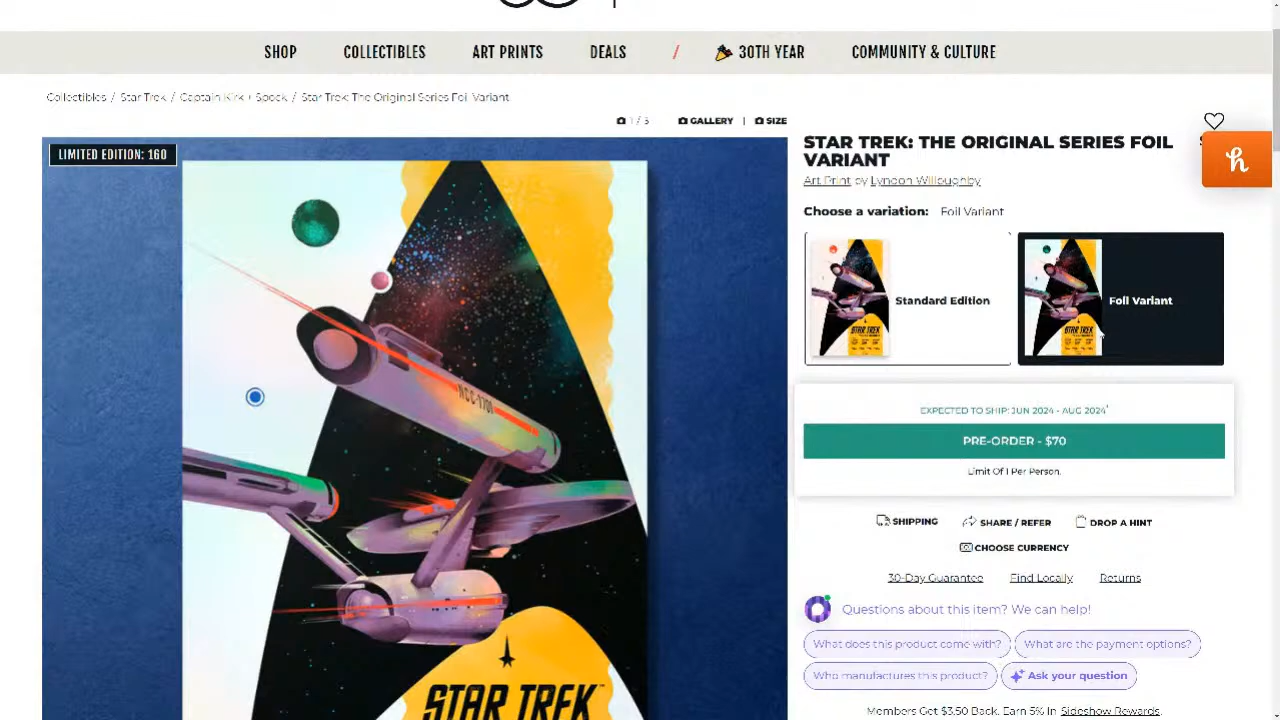 SHOP
COLLECTIBLES
ART PRINTS
DEALS
/
30TH YEAR
COMMUNITY & CULTURE
Collectibles / Star Trek / Captain Kirk + Spock / Star Trek: The Original Series Foil Variant
1 / 5
GALLERY | SIZE
LIMITED EDITION: 160
STAR TREK: THE ORIGINAL SERIES FOIL
VARIANT
Art Print by Lyndon Willoughby
Choose a variation: Foil Variant
Standard Edition
Foil Variant
EXPECTED TO SHIP: JUN 2024 - AUG 2024*
PRE-ORDER - $70
Limit Of 1 Per Person.
SHIPPING
SHARE / REFER
DROP A HINT
CHOOSE CURRENCY
30-Day Guarantee
Find Locally
Returns
Questions about this item? We can help!
What does this product come with?
What are the payment options?
Who manufactures this product?
Ask your question
Members Get $3.50 Back. Earn 5% In Sideshow Rewards.
NCC-1701
STAR TREK™